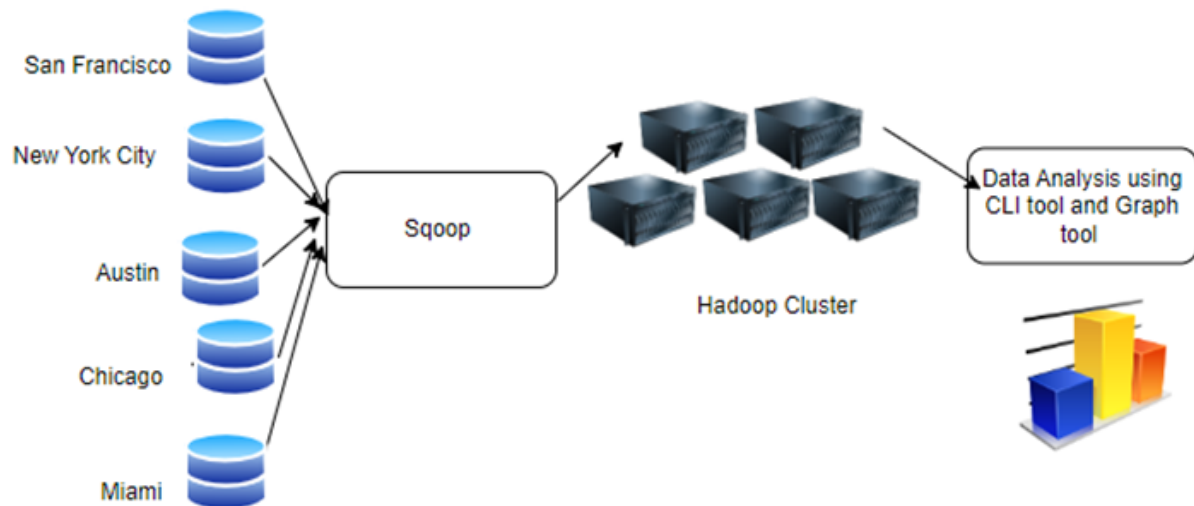 San Francisco
New York City
Austin
Chicago
Miami
Sqoop
Hadoop Cluster
Data Analysis using
CLI tool and Graph
tool